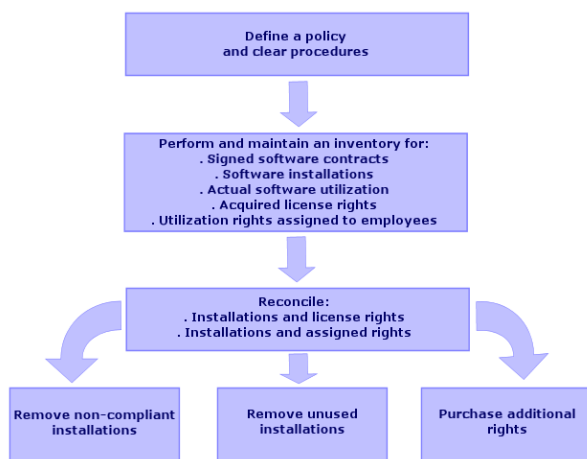 Define a policy
and clear procedures
Perform and maintain an inventory for:
. Signed software contracts
. Software installations
. Actual software utilization
. Acquired license rights
. Utilization rights assigned to employees
Reconcile:
. Installations and license rights
. Installations and assigned rights
Remove non-compliant
installations
Remove unused
installations
Purchase additional
rights